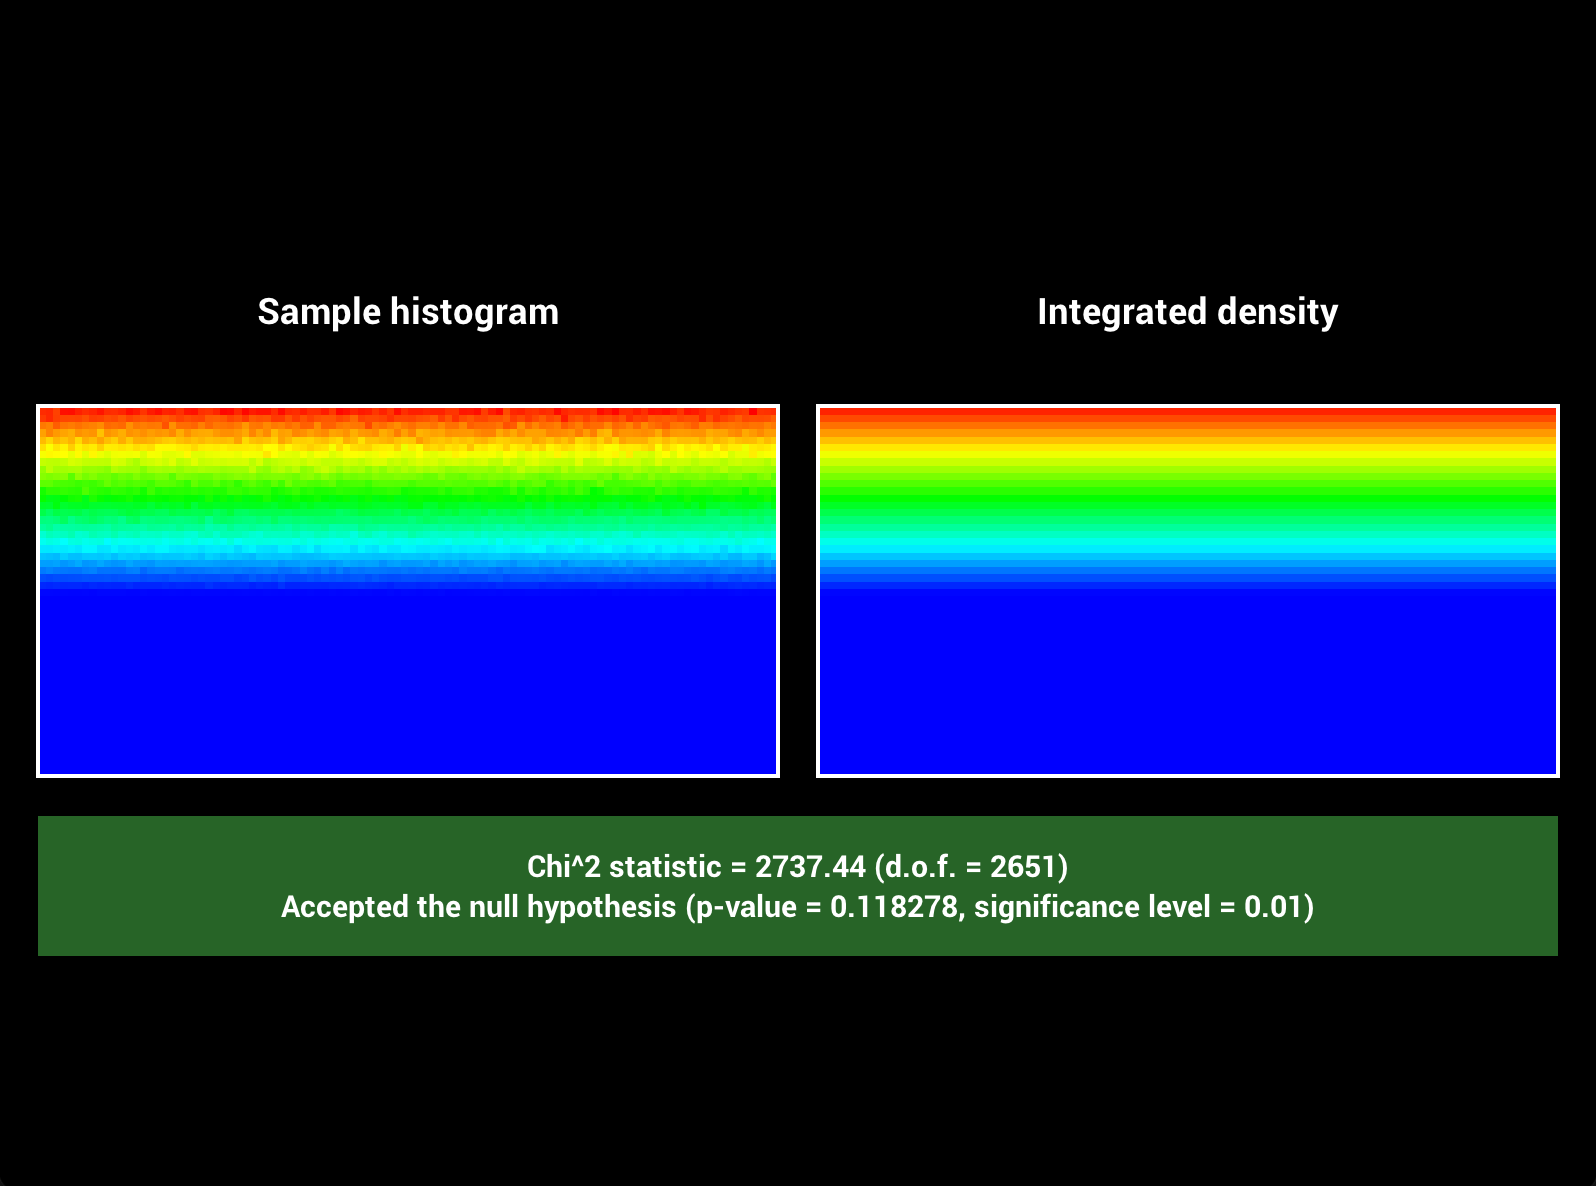 Sample histogram
Integrated density
Chi^2 statistic = 2737.44 (d.o.f. = 2651)
Accepted the null hypothesis (p-value = 0.118278, significance level = 0.01)